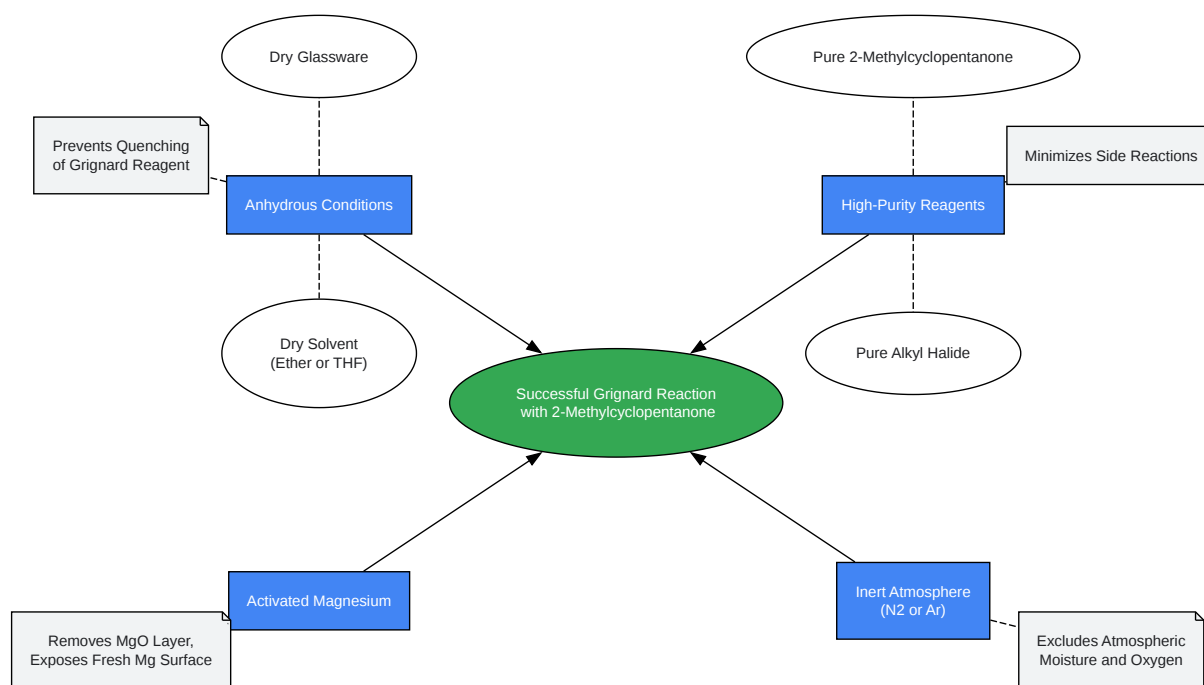 Dry Glassware
Pure 2-Methylcyclopentanone
Prevents Quenching
of Grignard Reagent
Minimizes Side Reactions
Anhydrous Conditions
High-Purity Reagents
Dry Solvent
(Ether or THF)
Pure Alkyl Halide
Successful Grignard Reaction
with 2-Methylcyclopentanone
Activated Magnesium
Inert Atmosphere
(N2 or Ar)
Removes MgO Layer,
Exposes Fresh Mg Surface
Excludes Atmospheric
Moisture and Oxygen